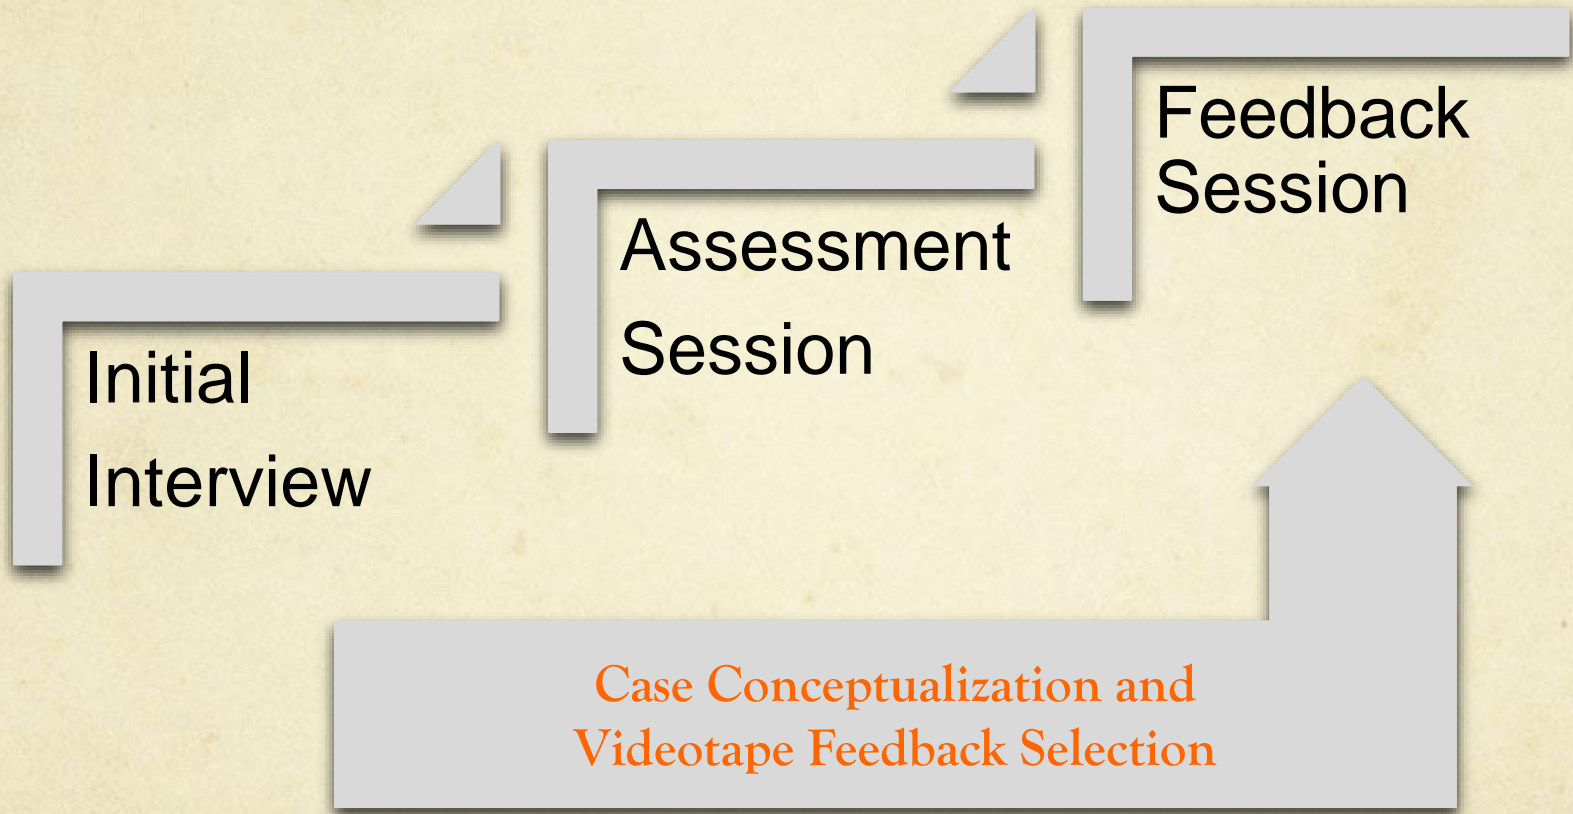 Initial
Interview
Assessment
Session
Feedback
Session
Case Conceptualization and
Videotape Feedback Selection